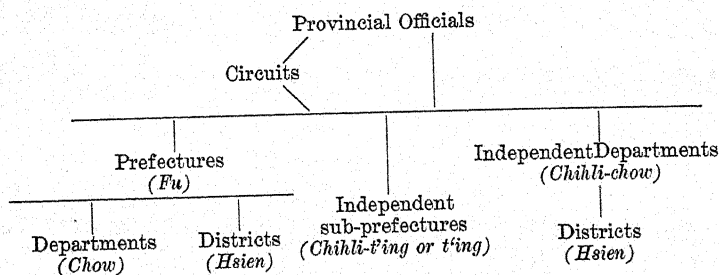 Provincial Officials
Circuits
Prefectures
(Fu)
IndependentDepartments
(Chihli-chow)
Independent
sub-prefectures
(Chihli-t'ing or t‘ing)
Departments
(Chow)
Districts
(Hsien)
Districts
(Hsien)